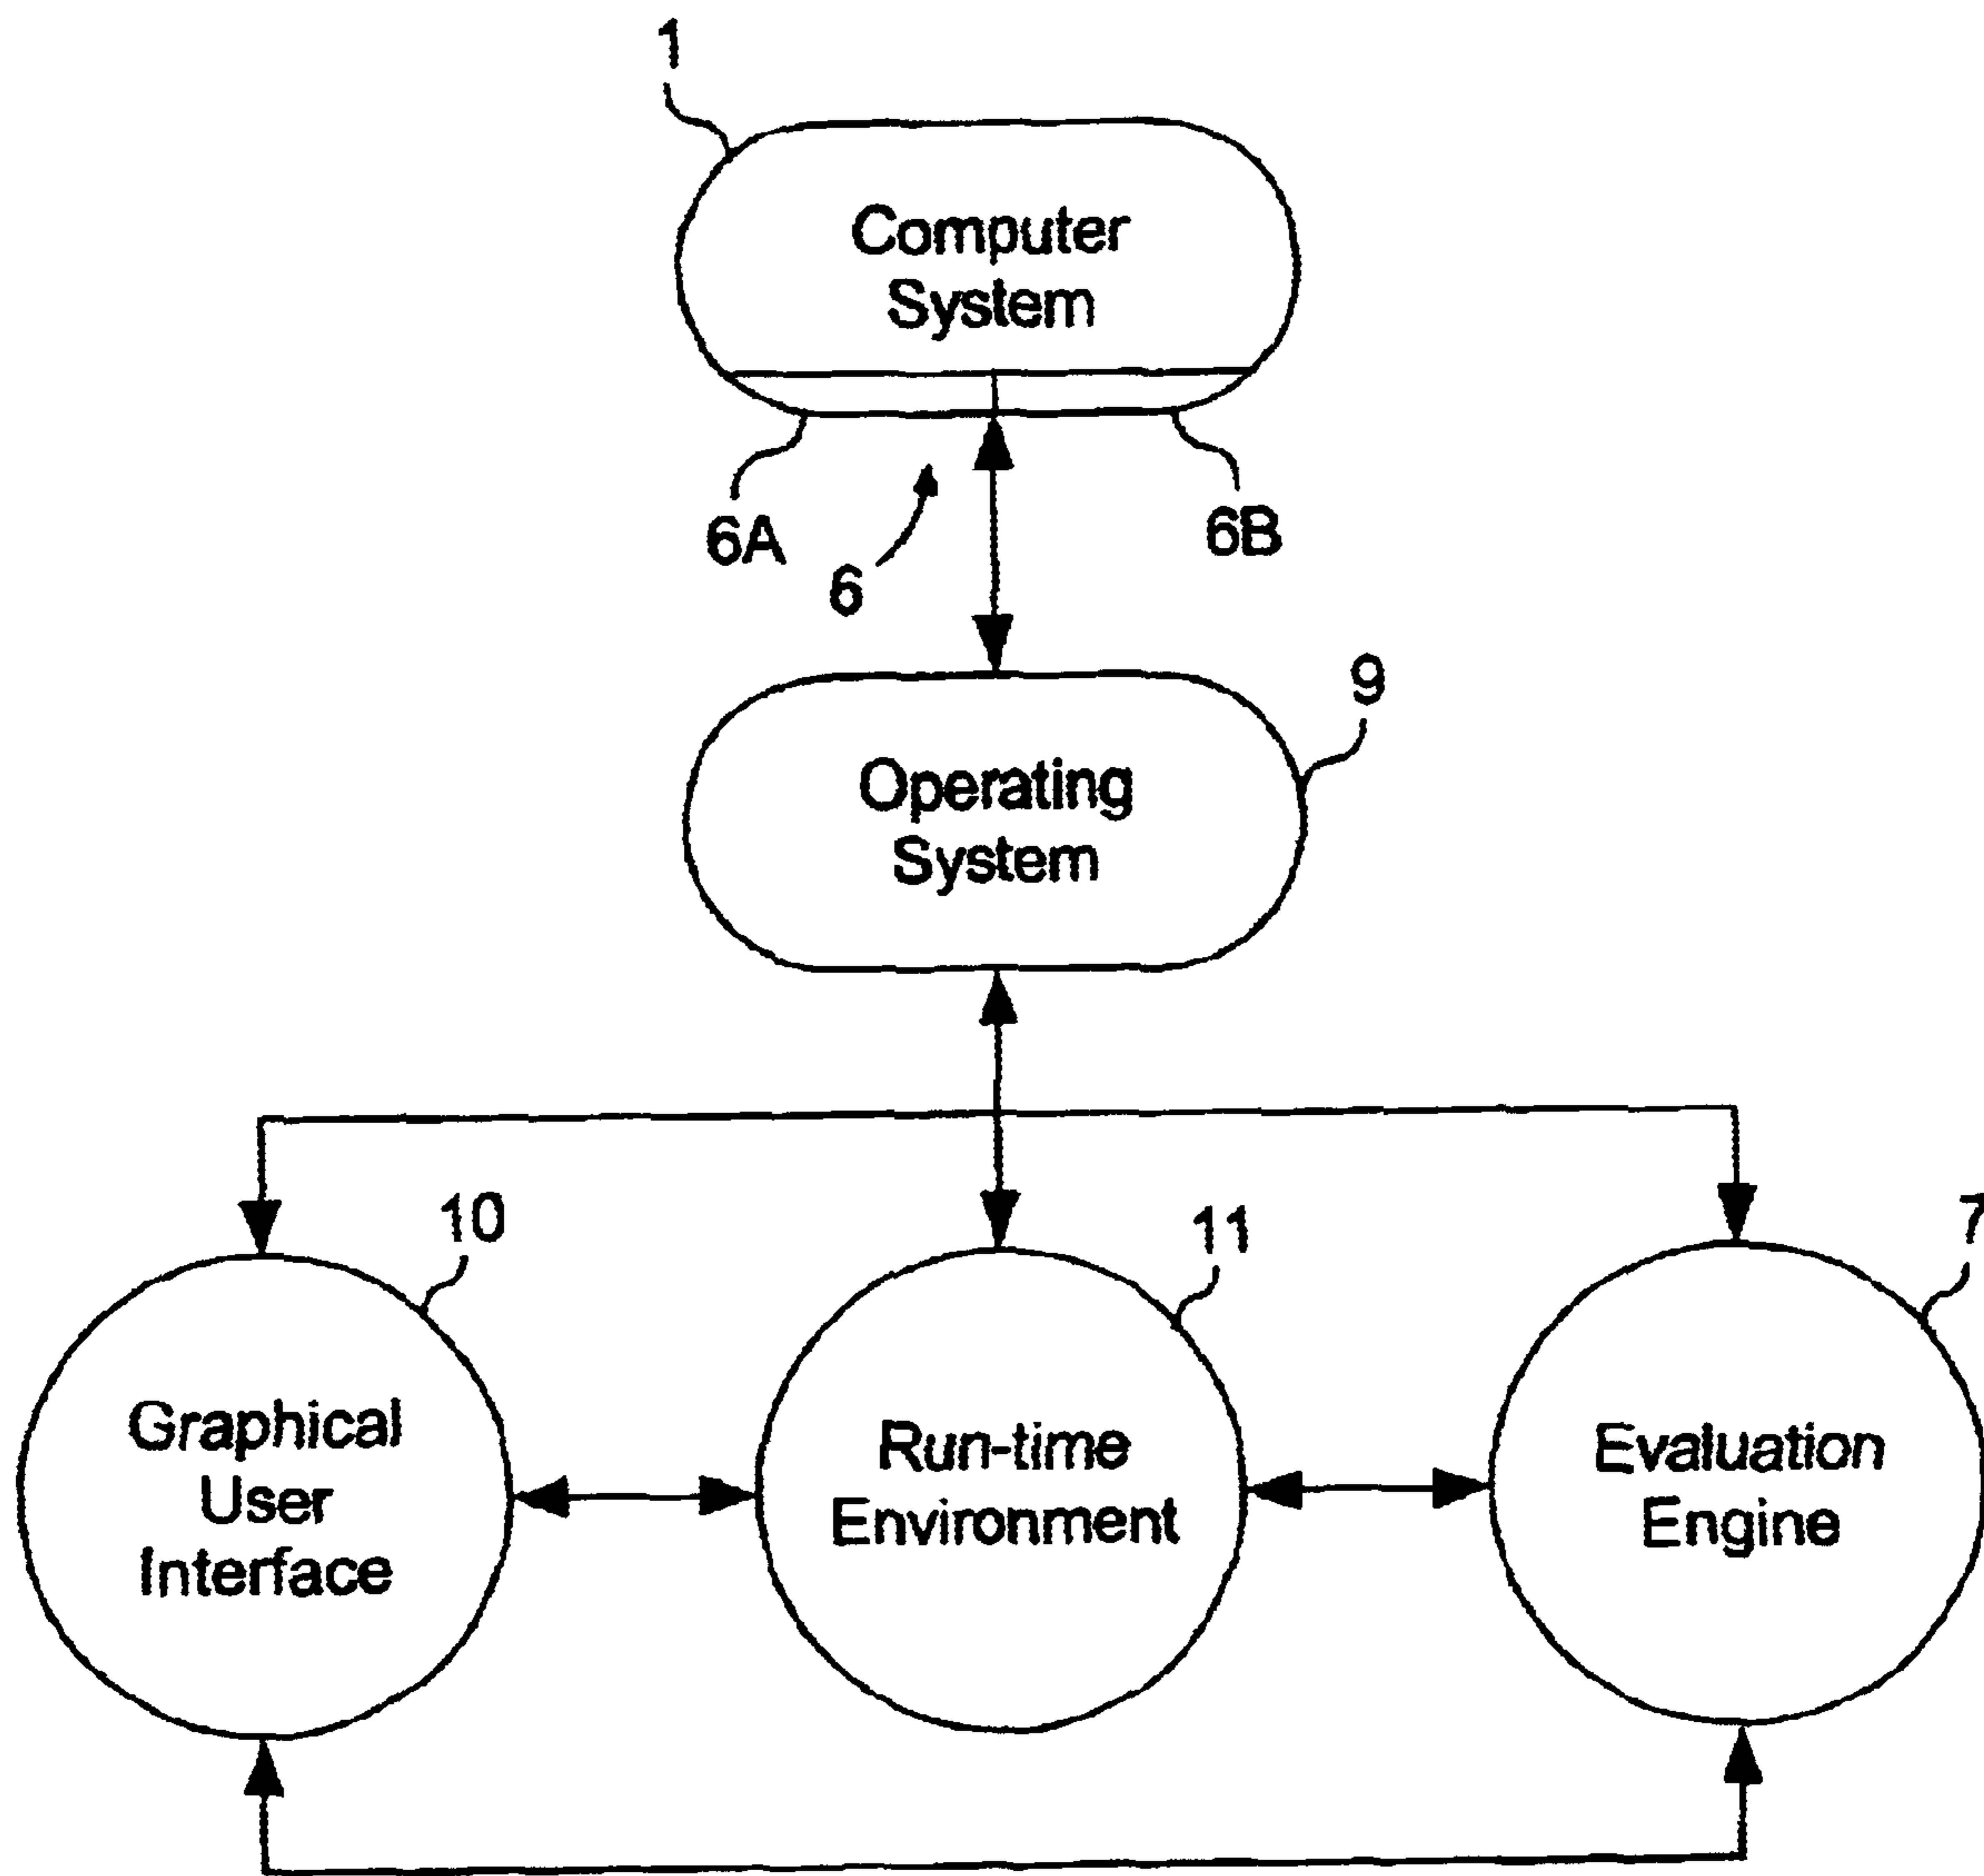 1
Computer
System
6A
6B
6
9
Operating
System
10
11
7
Graphical
User
Interface
Run-time
Environment
Evaluation
Engine